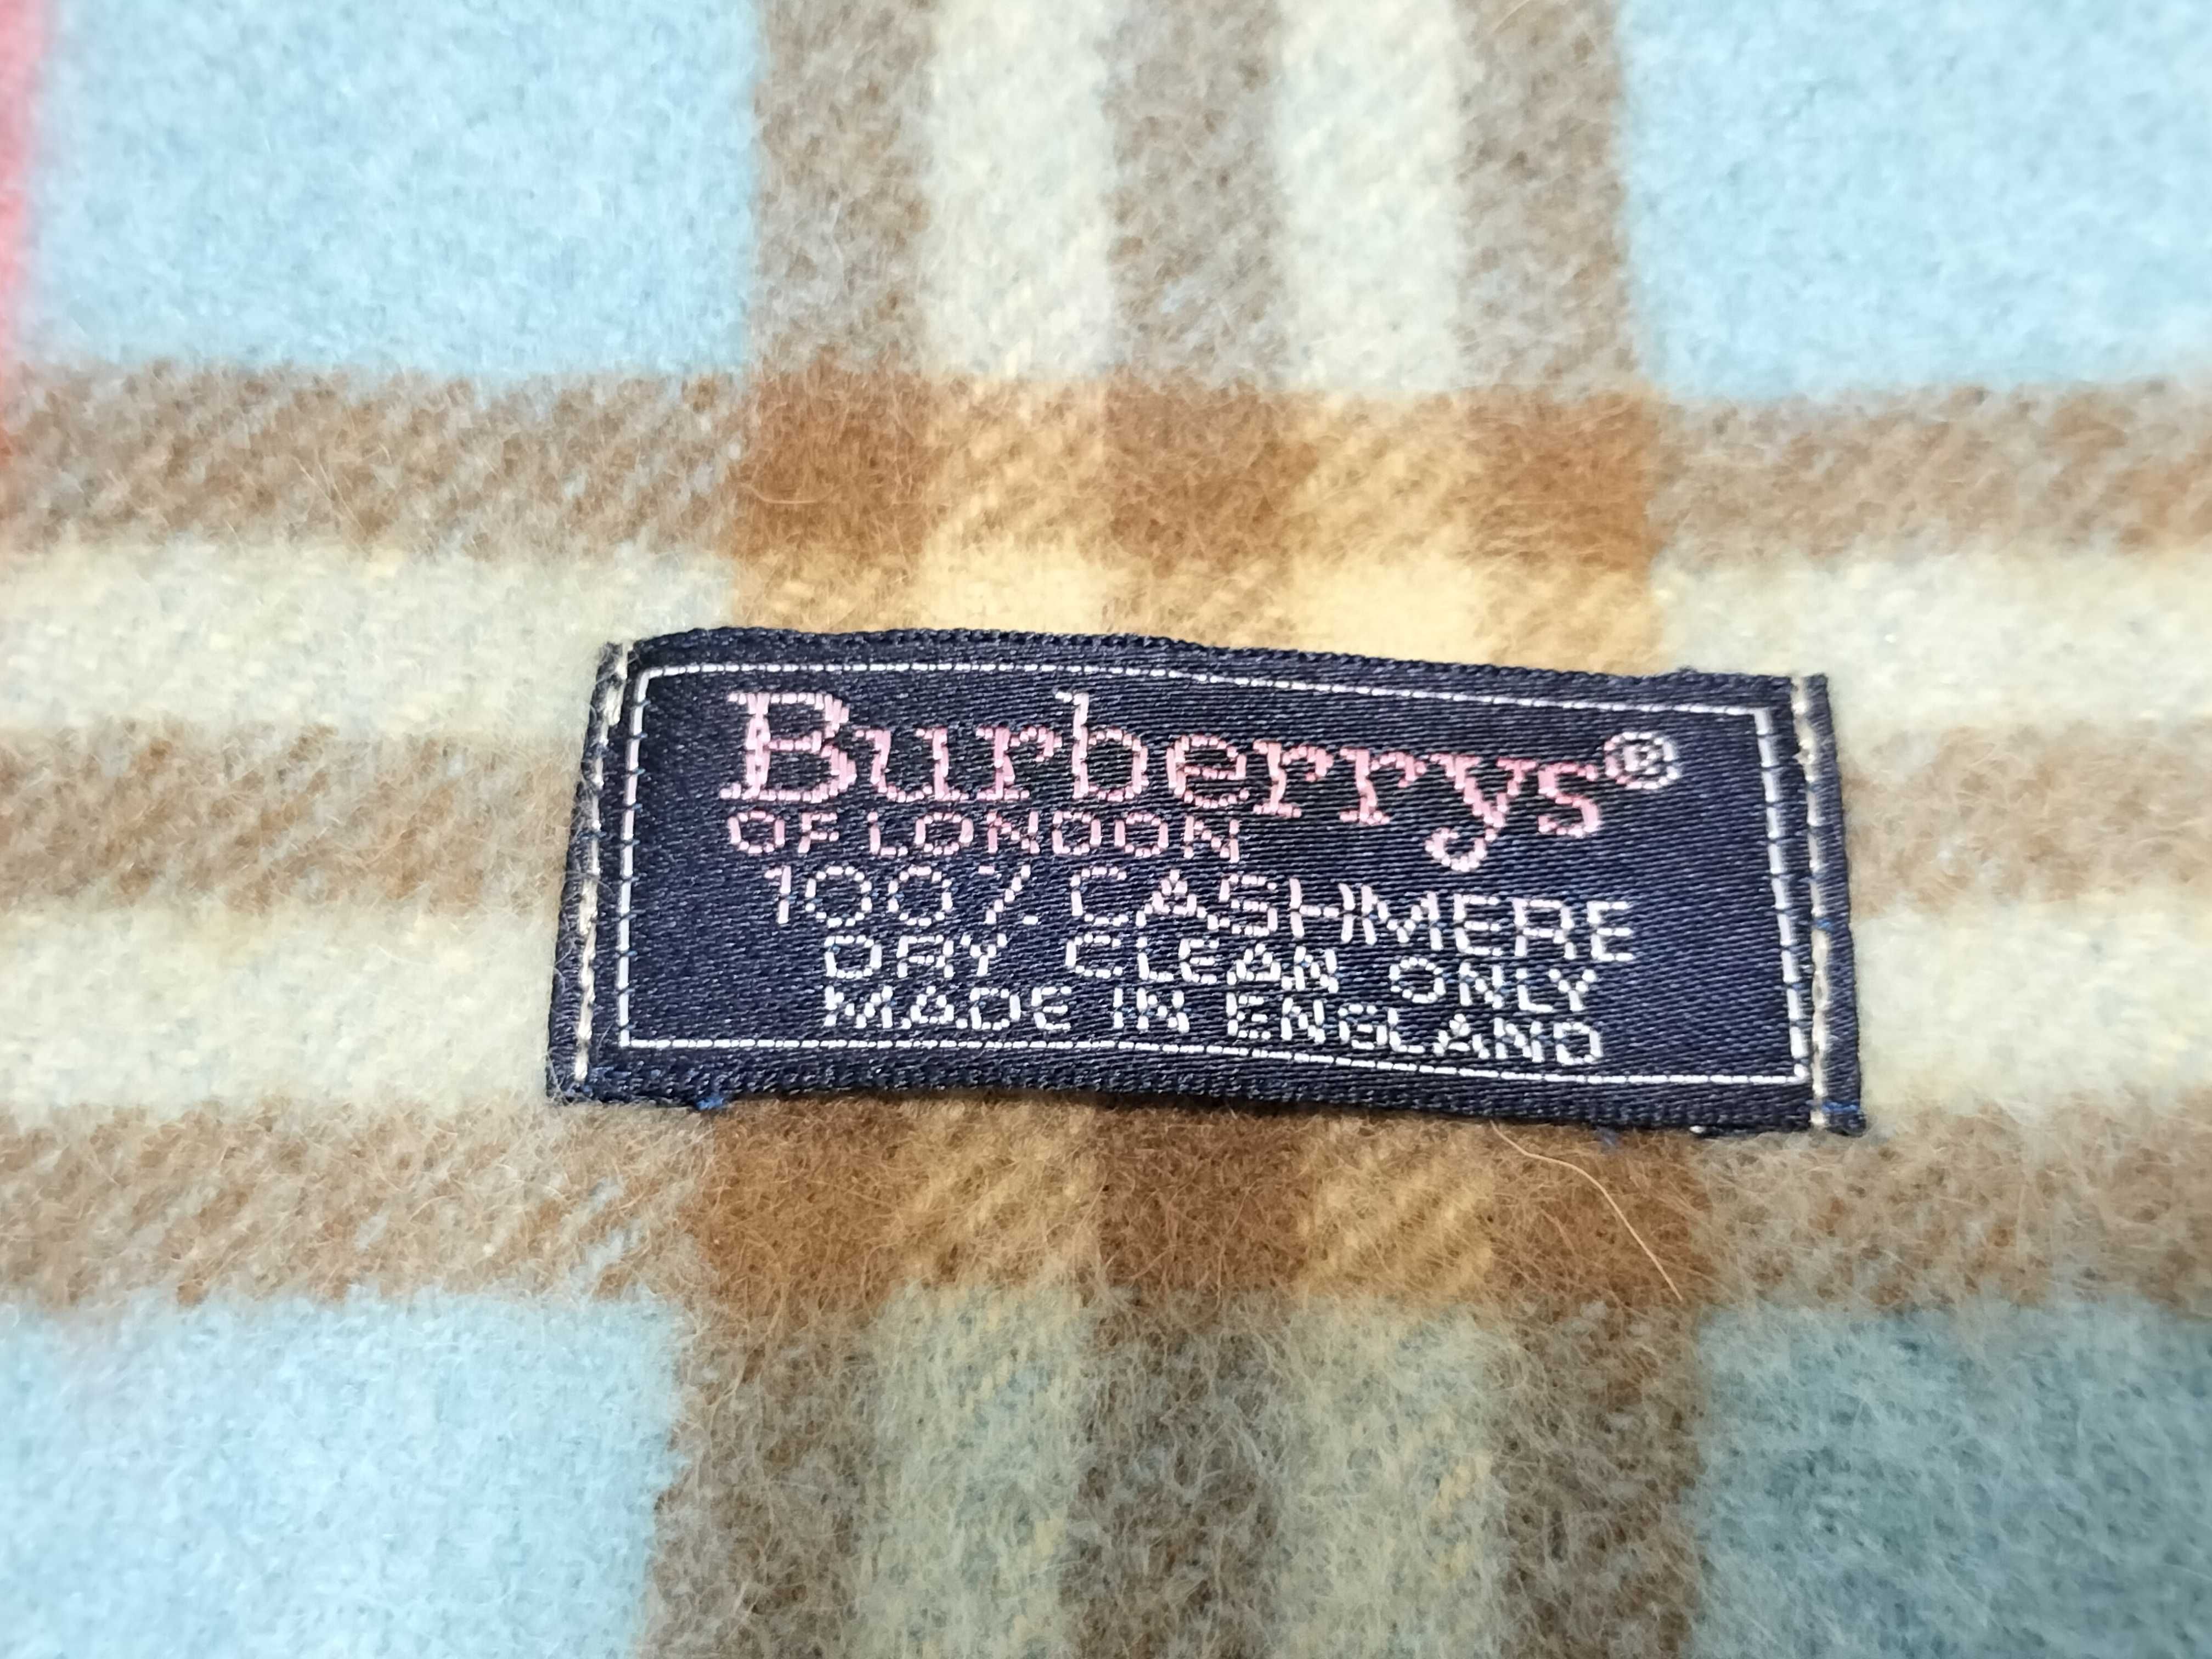 Burberrys®
OF LONDON
100% CASHMERE
DRY CLEAN ONLY
MADE IN ENGLAND